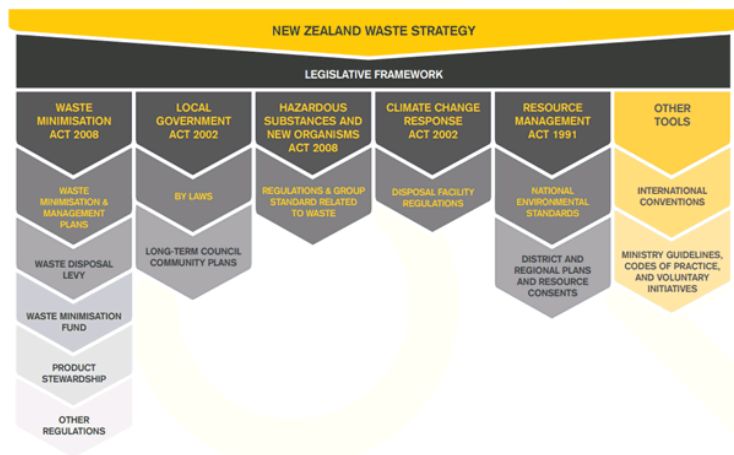 NEW ZEALAND WASTE STRATEGY
LEGISLATIVE FRAMEWORK
WASTE
MINIMISATION
ACT 2008
WASTE
MINIMISATION &
MANAGEMENT
PLANS
WASTE DISPOSAL
LEVY
WASTE MINIMISATION
FUND
PRODUCT
STEWARDSHIP
OTHER
REGULATIONS
LOCAL
GOVERNMENT
ACT 2002
BY LAWS
LONG-TERM COUNCIL
COMMUNITY PLANS
HAZARDOUS
SUBSTANCES AND
NEW ORGANISMS
ACT 2008
REGULATIONS & GROUP
STANDARD RELATED
TO WASTE
CLIMATE CHANGE
RESPONSE
ACT 2002
DISPOSAL FACILITY
REGULATIONS
RESOURCE
MANAGEMENT
ACT 1991
NATIONAL
ENVIRONMENTAL
STANDARDS
DISTRICT AND
REGIONAL PLANS
AND RESOURCE
CONSENTS
OTHER
TOOLS
INTERNATIONAL
CONVENTIONS
MINISTRY GUIDELINES,
CODES OF PRACTICE,
AND VOLUNTARY
INITIATIVES